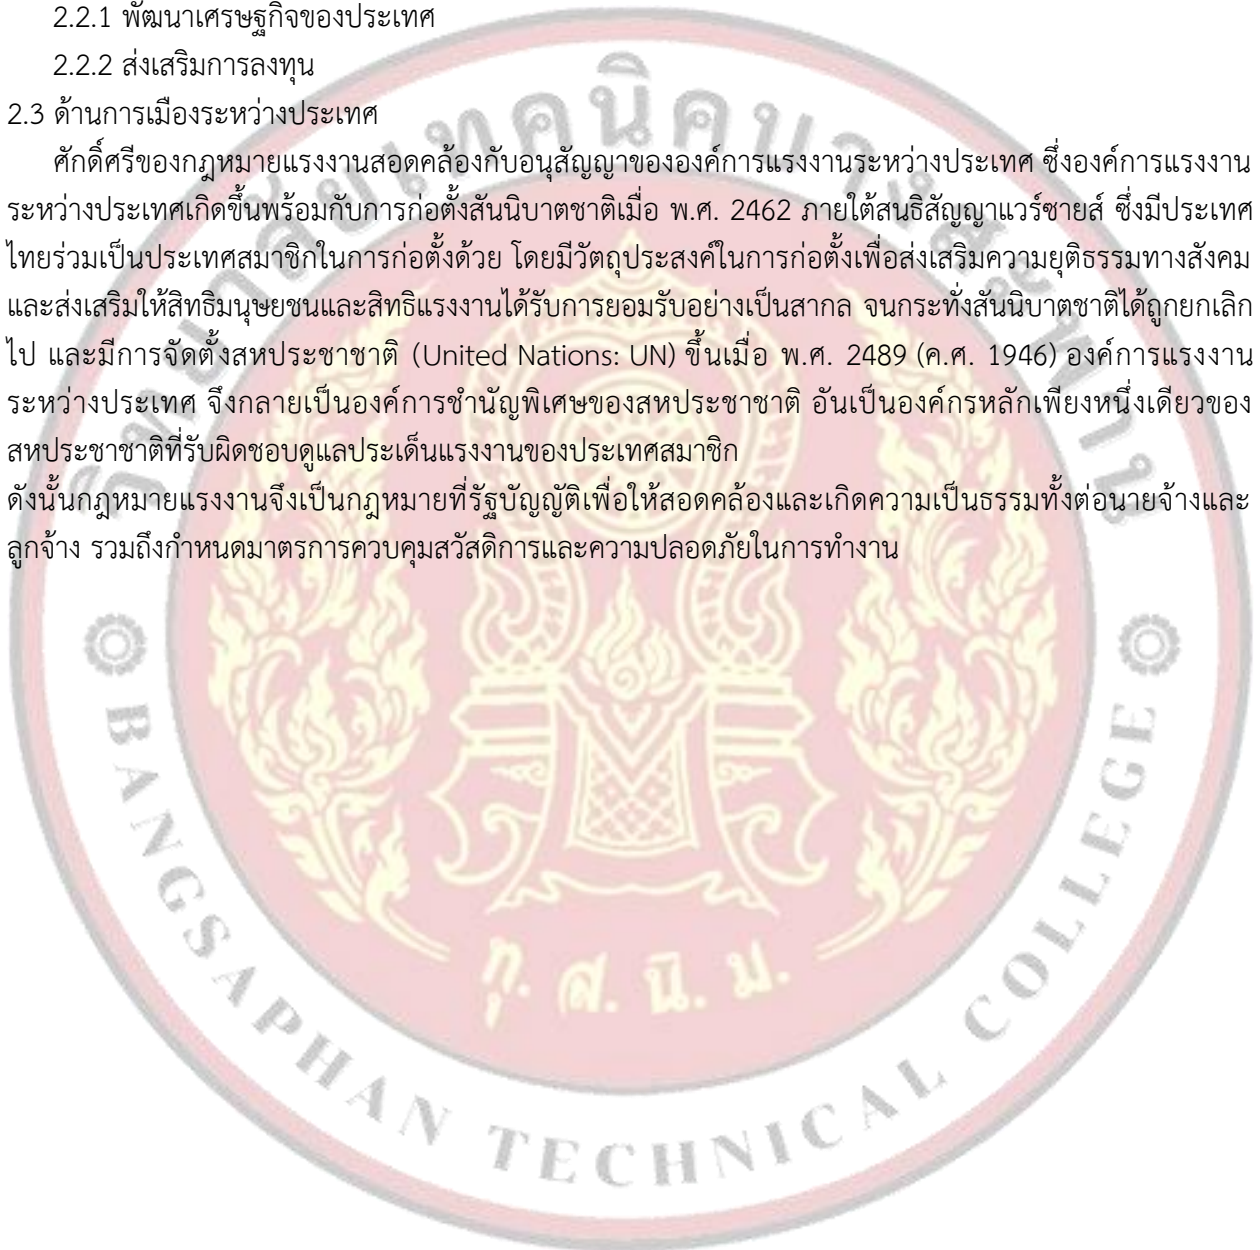 2.2.1 พัฒนาเศรษฐกิจของประเทศ
2.2.2 ส่งเสริมการลงทุน
2.3 ด้านการเมืองระหว่างประเทศ
ศักดิ์ศรีของกฎหมายแรงงานสอดคล้องกับอนุสัญญาขององค์การแรงงานระหว่างประเทศ ซึ่งองค์การแรงงาน
ระหว่างประเทศเกิดขึ้นพร้อมกับการก่อตั้งสันนิบาตชาติเมื่อ พ.ศ. 2462 ภายใต้สนธิสัญญาแวร์ซายส์ ซึ่งมีประเทศ
ไทยร่วมเป็นประเทศสมาชิกในการก่อตั้งด้วย โดยมีวัตถุประสงค์ในการก่อตั้งเพื่อส่งเสริมความยุติธรรมทางสังคม
และส่งเสริมให้สิทธิมนุษยชนและสิทธิแรงงานได้รับการยอมรับอย่างเป็นสากล จนกระทั่งสันนิบาตชาติได้ถูกยกเลิก
ไป และมีการจัดตั้งสหประชาชาติ (United Nations: UN) ขึ้นเมื่อ พ.ศ. 2489 (ค.ศ. 1946) องค์การแรงงาน
ระหว่างประเทศ จึงกลายเป็นองค์การชำนัญพิเศษของสหประชาชาติ อันเป็นองค์กรหลักเพียงหนึ่งเดียวของ
สหประชาชาติที่รับผิดชอบดูแลประเด็นแรงงานของประเทศสมาชิก
ดังนั้นกฎหมายแรงงานจึงเป็นกฎหมายที่รัฐบัญญัติเพื่อให้สอดคล้องและเกิดความเป็นธรรมทั้งต่อนายจ้างและ
ลูกจ้าง รวมถึงกำหนดมาตรการควบคุมสวัสดิการและความปลอดภัยในการทำงาน
วิทยาลัยเทคนิคบางสะพาน
ทุ. ส. นิ. ม.
BANGSAPHAN TECHNICAL COLLEGE